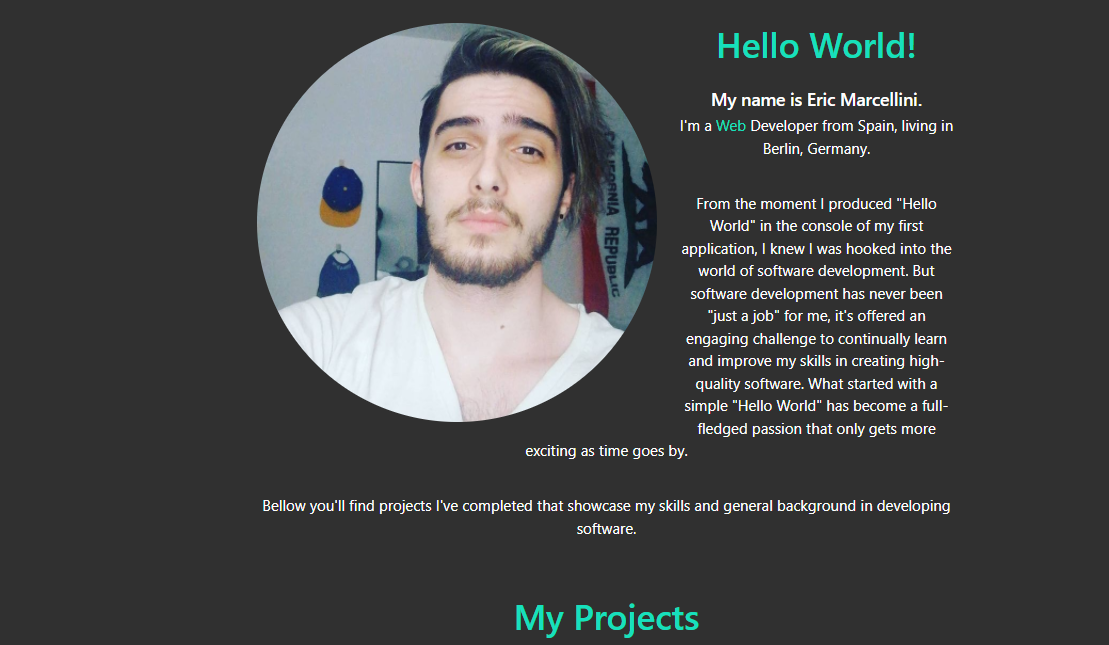 Hello World!
My name is Eric Marcellini.
I'm a Web Developer from Spain, living in
Berlin, Germany.
From the moment I produced "Hello
World" in the console of my first
application, I knew I was hooked into the
world of software development. But
software development has never been
"just a job" for me, it's offered an
engaging challenge to continually learn
and improve my skills in creating high-
quality software. What started with a
simple "Hello World" has become a full-
fledged passion that only gets more
exciting as time goes by.
Bellow you'll find projects I've completed that showcase my skills and general background in developing
software.
My Projects
CALIFORNIA REPUBLIC